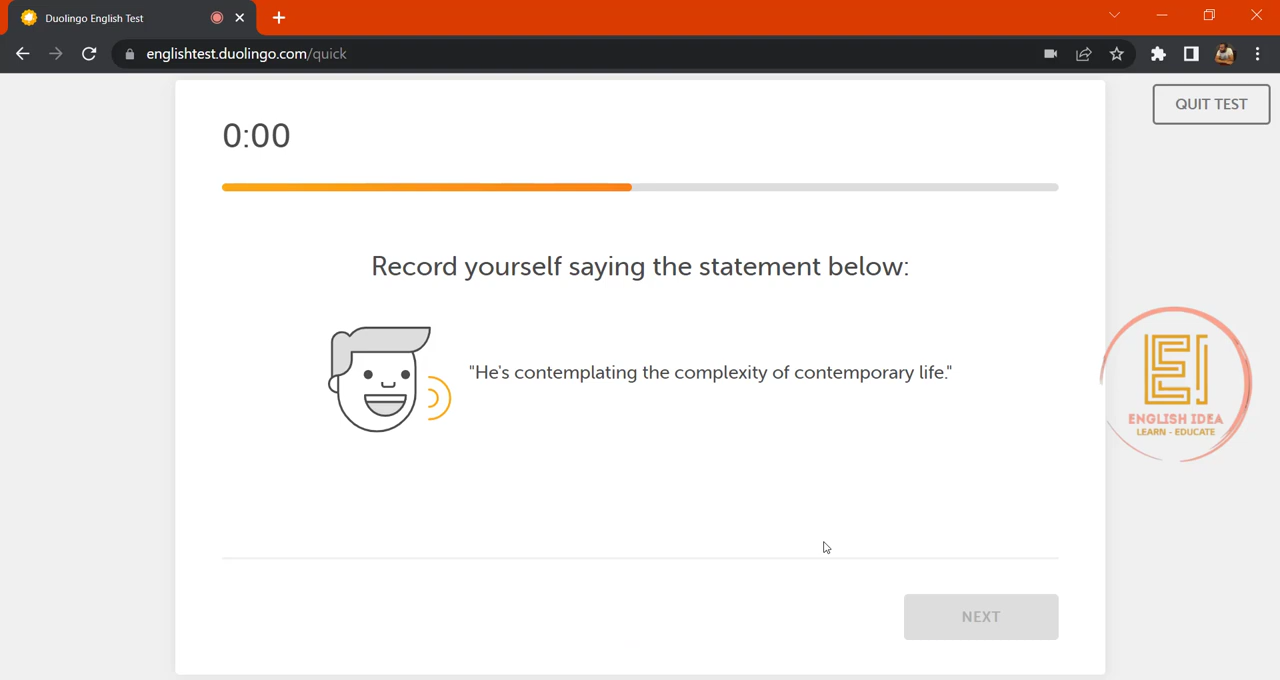 Duolingo English Test
englishtest.duolingo.com/quick
QUIT TEST
0:00
Record yourself saying the statement below:
"He's contemplating the complexity of contemporary life."
EI
ENGLISH IDEA
LEARN - EDUCATE
NEXT